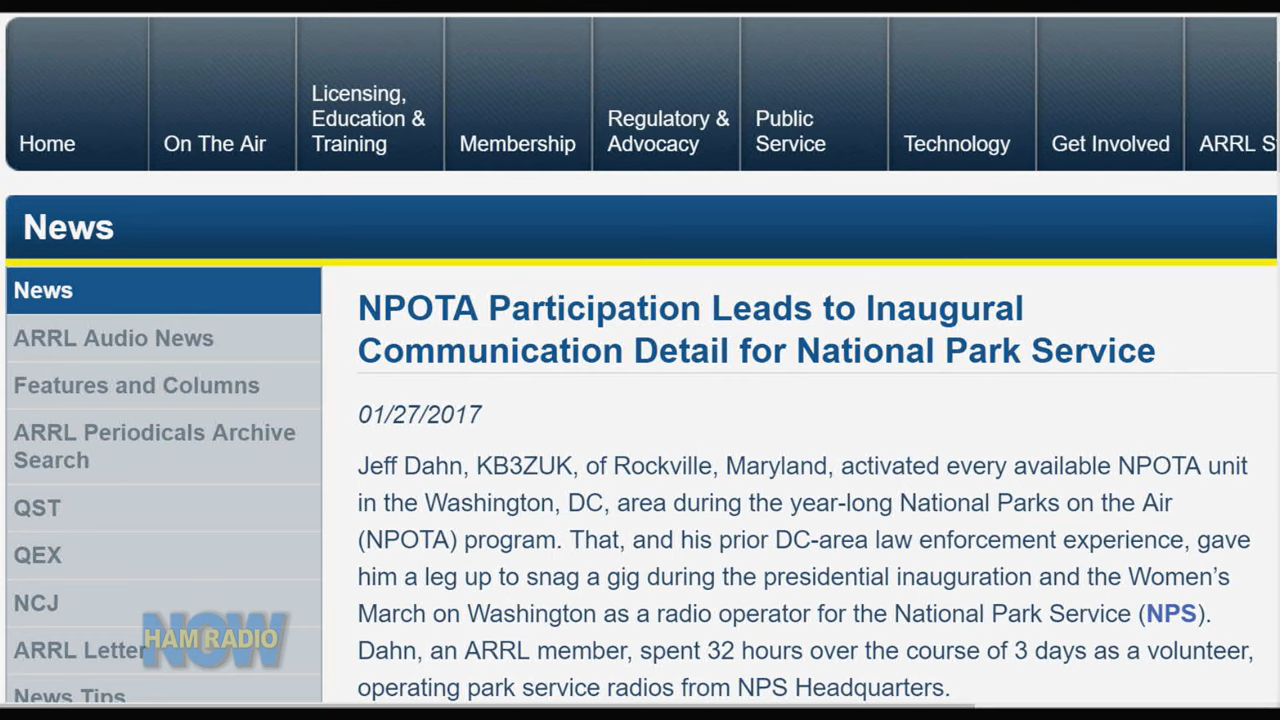 Home
On The Air
Licensing,
Education &
Training
Membership
Regulatory &
Advocacy
Public
Service
Technology
Get Involved
ARRL S
News
News
ARRL Audio News
Features and Columns
ARRL Periodicals Archive
Search
QST
QEX
NCJ
ARRL Letter
News Tips
NPOTA Participation Leads to Inaugural
Communication Detail for National Park Service
01/27/2017
Jeff Dahn, KB3ZUK, of Rockville, Maryland, activated every available NPOTA unit
in the Washington, DC, area during the year-long National Parks on the Air
(NPOTA) program. That, and his prior DC-area law enforcement experience, gave
him a leg up to snag a gig during the presidential inauguration and the Women’s
March on Washington as a radio operator for the National Park Service (NPS).
Dahn, an ARRL member, spent 32 hours over the course of 3 days as a volunteer,
operating park service radios from NPS Headquarters.
HAM RADIO
NOW